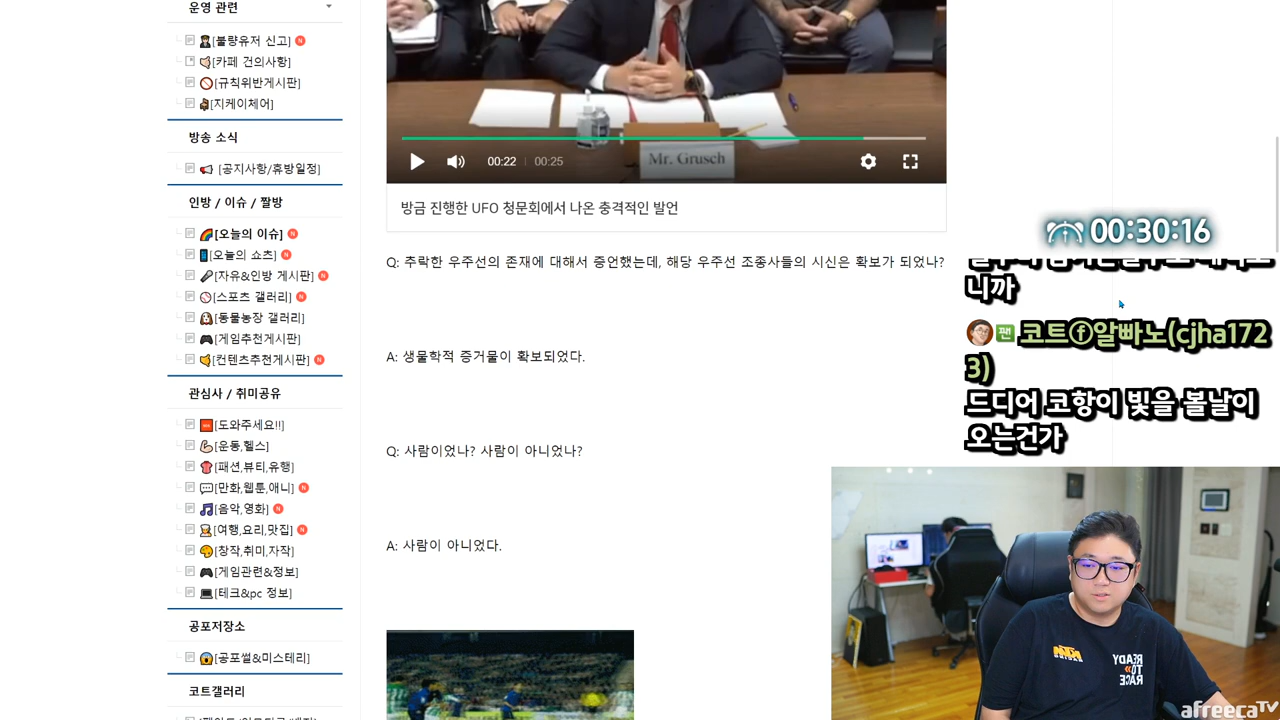 운영 관련
[불량유저 신고] N
[카페 건의사항]
[규칙위반게시판]
[지케이체어]
방송 소식
[공지사항/휴방일정]
인방 / 이슈 / 짤방
[오늘의 이슈] N
[오늘의 쇼츠] N
[자유&인방 게시판] N
[스포츠 갤러리] N
[동물농장 갤러리]
[게임추천게시판]
[컨텐츠추천게시판] N
관심사 / 취미공유
[도와주세요!!]
[운동,헬스]
[패션,뷰티,유행]
[만화,웹툰,애니] N
[음악,영화] N
[여행,요리,맛집] N
[창작,취미,자작]
[게임관련&정보]
[테크&pc 정보]
공포저장소
[공포썰&미스테리]
코트갤러리
Mr. Grusch
00:22 00:25
방금 진행한 UFO 청문회에서 나온 충격적인 발언
Q: 추락한 우주선의 존재에 대해서 증언했는데, 해당 우주선 조종사들의 시신은 확보가 되었나?
A: 생물학적 증거물이 확보되었다.
Q: 사람이었나? 사람이 아니었나?
A: 사람이 아니었다.
00:30:16
니까
팬 코트ⓕ알빠노(cjha172
3)
드디어 코항이 빛을 볼날이
오는건가
READY
TO
RACE
afreecaTV